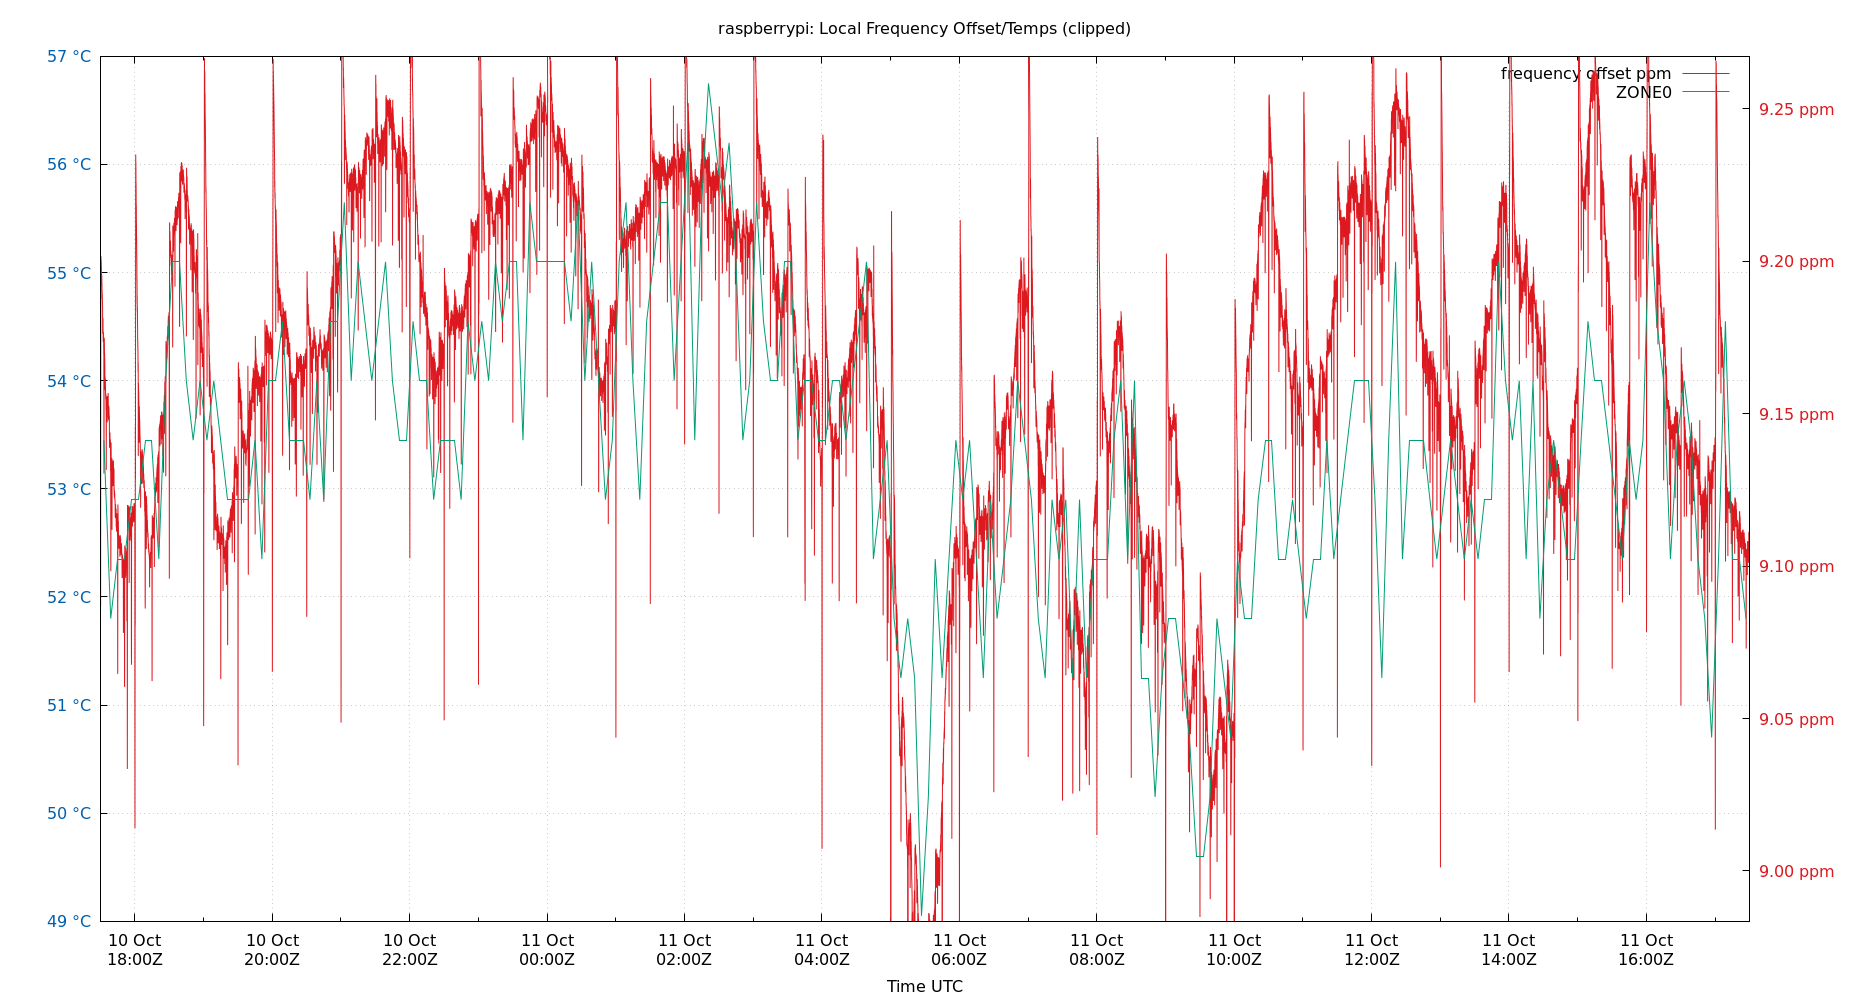 raspberrypi: Local Frequency Offset/Temps (clipped)
frequency offset ppm
ZONE0
57 °C
56 °C
55 °C
54 °C
53 °C
52 °C
51 °C
50 °C
49 °C
9.25 ppm
9.20 ppm
9.15 ppm
9.10 ppm
9.05 ppm
9.00 ppm
10 Oct
18:00Z
10 Oct
20:00Z
10 Oct
22:00Z
11 Oct
00:00Z
11 Oct
02:00Z
11 Oct
04:00Z
11 Oct
06:00Z
11 Oct
08:00Z
11 Oct
10:00Z
11 Oct
12:00Z
11 Oct
14:00Z
11 Oct
16:00Z
Time UTC